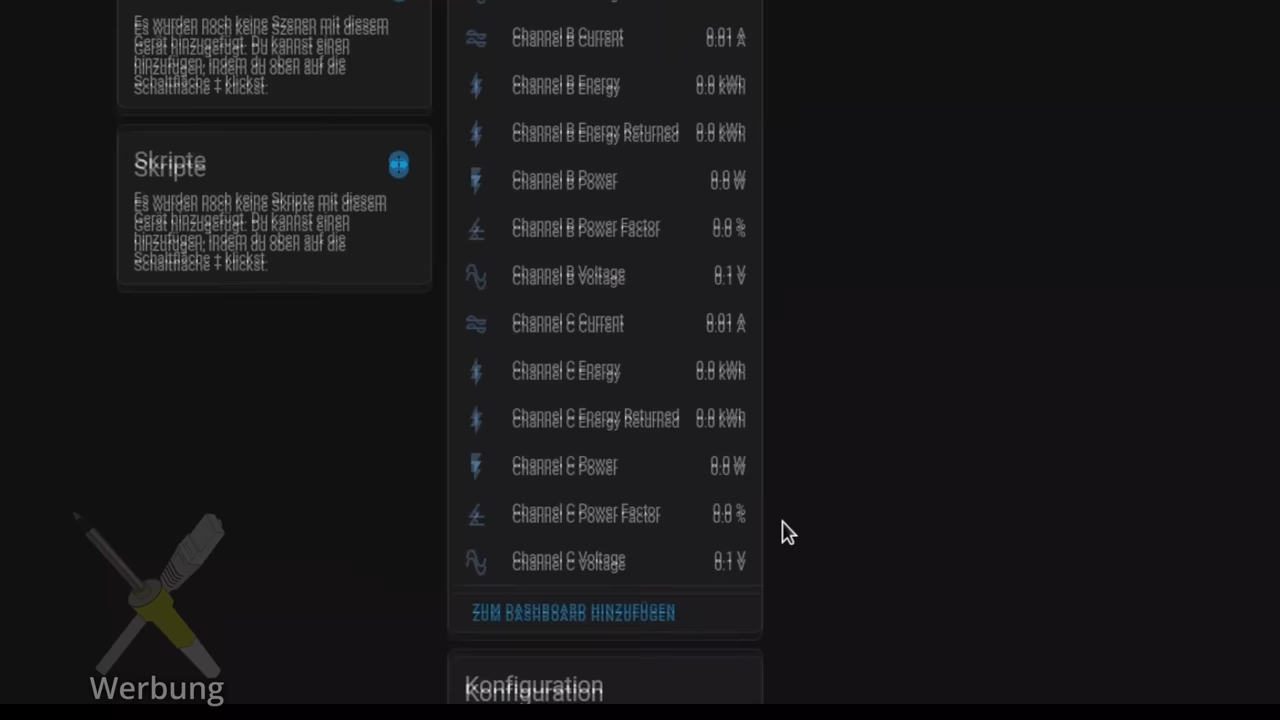 Es wurden noch keine Szenen mit diesem
Gerät hinzugefügt. Du kannst einen
hinzufügen, indem du oben auf die
Schaltfläche + klickst.
Skripte
Es wurden noch keine Skripte mit diesem
Gerät hinzugefügt. Du kannst einen
hinzufügen, indem du oben auf die
Schaltfläche + klickst.
Channel B Current 0.01 A
Channel B Energy 0.0 kWh
Channel B Energy Returned 0.0 kWh
Channel B Power 0.0 W
Channel B Power Factor 0.0 %
Channel B Voltage 0.1 V
Channel C Current 0.01 A
Channel C Energy 0.0 kWh
Channel C Energy Returned 0.0 kWh
Channel C Power 0.0 W
Channel C Power Factor 0.0 %
Channel C Voltage 0.1 V
ZUM DASHBOARD HINZUFÜGEN
Konfiguration
Werbung